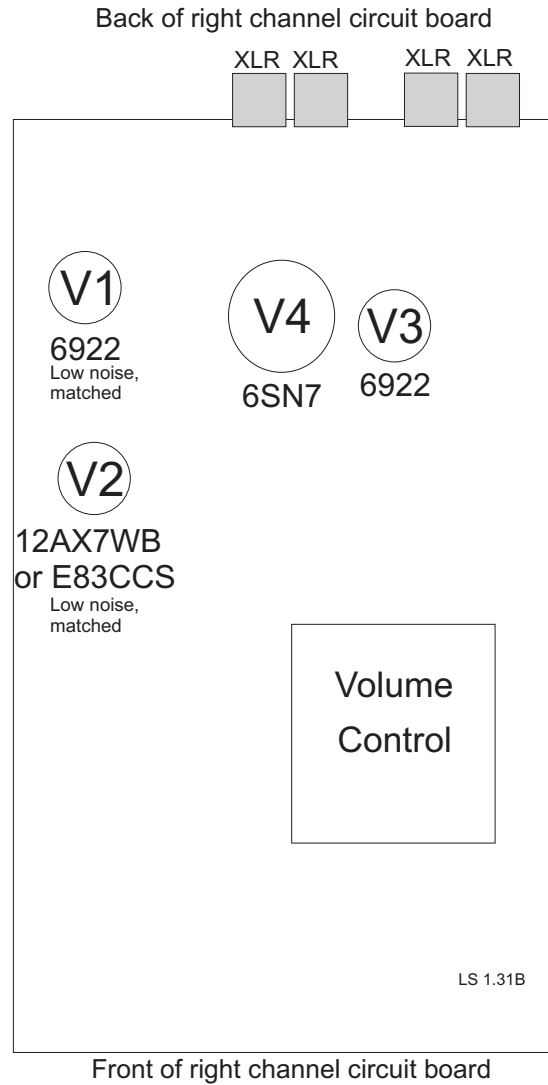 Back of right channel circuit board
XLR XLR XLR XLR
V1
6922
Low noise,
matched
V4
6SN7
V3
6922
V2
12AX7WB
or E83CCS
Low noise,
matched
Volume
Control
LS 1.31B
Front of right channel circuit board